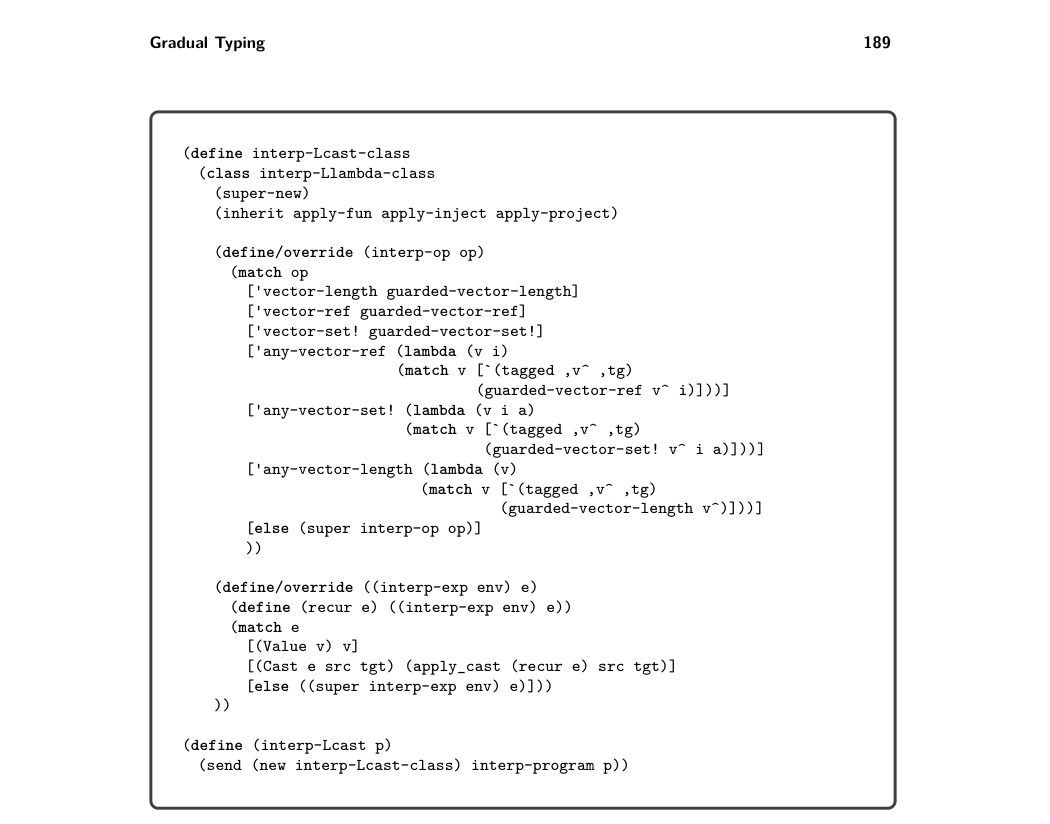 Gradual Typing 189
(define interp-Lcast-class
  (class interp-Llambda-class
    (super-new)
    (inherit apply-fun apply-inject apply-project)
    (define/override (interp-op op)
      (match op
        ['vector-length guarded-vector-length]
        ['vector-ref guarded-vector-ref]
        ['vector-set! guarded-vector-set!]
        ['any-vector-ref (lambda (v i)
                           (match v [`(tagged ,v^ ,tg)
                                     (guarded-vector-ref v^ i)]))]
        ['any-vector-set! (lambda (v i a)
                            (match v [`(tagged ,v^ ,tg)
                                      (guarded-vector-set! v^ i a)]))]
        ['any-vector-length (lambda (v)
                              (match v [`(tagged ,v^ ,tg)
                                        (guarded-vector-length v^)]))]
        [else (super interp-op op)]
        ))
    (define/override ((interp-exp env) e)
      (define (recur e) ((interp-exp env) e))
      (match e
        [(Value v) v]
        [(Cast e src tgt) (apply_cast (recur e) src tgt)]
        [else ((super interp-exp env) e)]))
    ))
(define (interp-Lcast p)
  (send (new interp-Lcast-class) interp-program p))